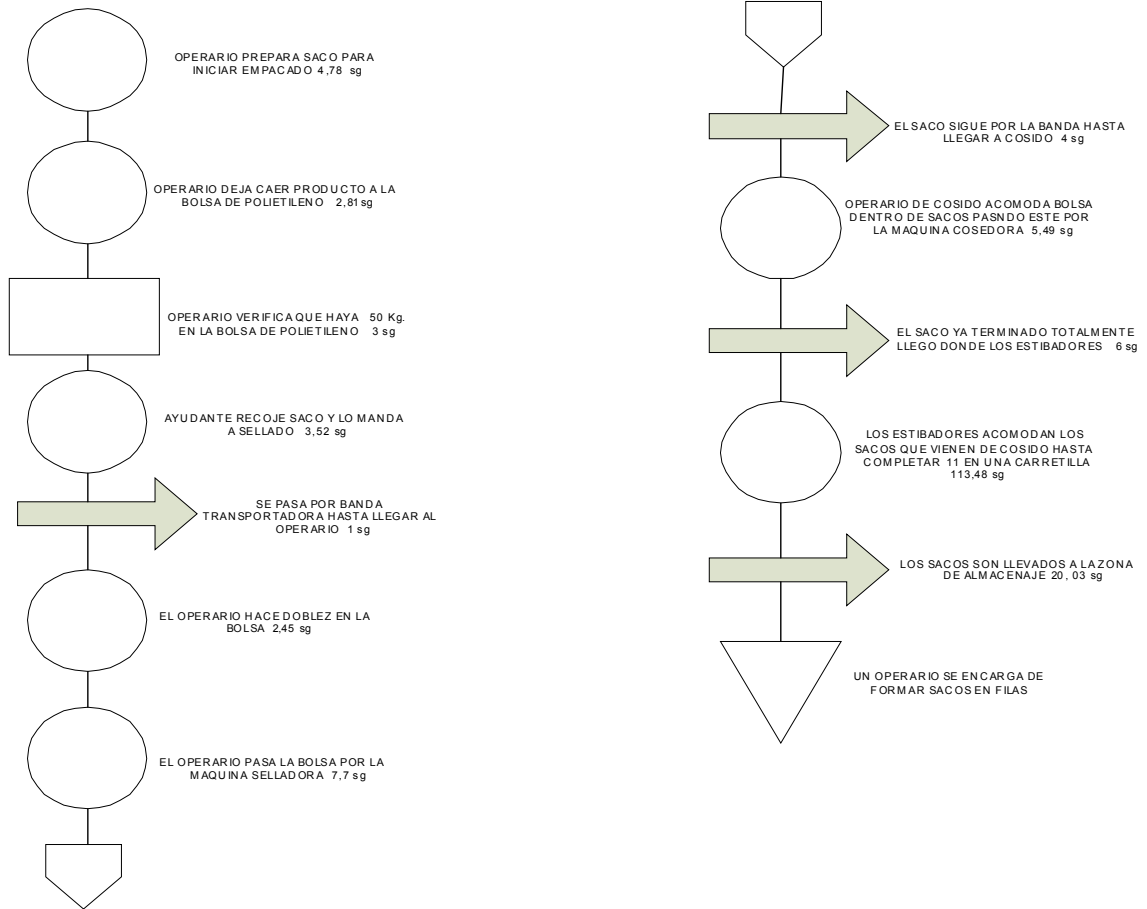 OPERARIO PREPARA SACO PARA
INICIAR EMPACADO 4,78 sg
OPERARIO DEJA CAER PRODUCTO A LA
BOLSA DE POLIETILENO 2,81 sg
OPERARIO VERIFICA QUE HAYA 50 Kg.
EN LA BOLSA DE POLIETILENO 3 sg
AYUDANTE RECOJE SACO Y LO MANDA
A SELLADO 3,52 sg
SE PASA POR BANDA
TRANSPORTADORA HASTA LLEGAR AL
OPERARIO 1 sg
EL OPERARIO HACE DOBLEZ EN LA
BOLSA 2,45 sg
EL OPERARIO PASA LA BOLSA POR LA
MAQUINA SELLADORA 7,7 sg
EL SACO SIGUE POR LA BANDA HASTA
LLEGAR A COSIDO 4 sg
OPERARIO DE COSIDO ACOMODA BOLSA
DENTRO DE SACOS PASNDO ESTE POR
LA MAQUINA COSEDORA 5,49 sg
EL SACO YA TERMINADO TOTALMENTE
LLEGO DONDE LOS ESTIBADORES 6 sg
LOS ESTIBADORES ACOMODAN LOS
SACOS QUE VIENEN DE COSIDO HASTA
COMPLETAR 11 EN UNA CARRETILLA
113,48 sg
LOS SACOS SON LLEVADOS A LA ZONA
DE ALMACENAJE 20, 03 sg
UN OPERARIO SE ENCARGA DE
FORMAR SACOS EN FILAS